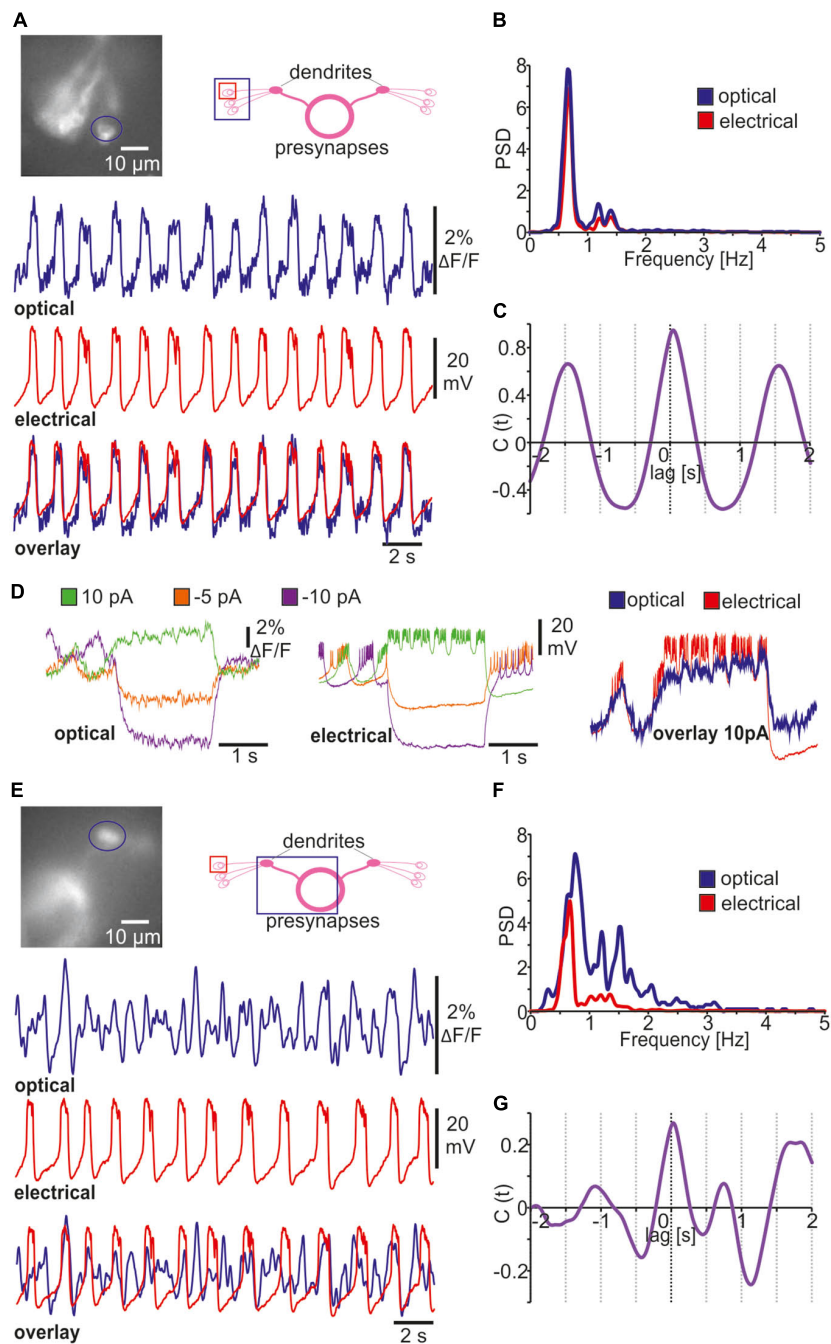 A
10 µm
dendrites
presynapses
2%
ΔF/F
optical
20
mV
electrical
overlay
2 s
B
8
6
4
2
0
PSD
optical
electrical
0 1 2 3 4 5
Frequency [Hz]
C
0.8
0.4
0
-0.4
C (t)
-2 -1 0 1 2
lag [s]
D
10 pA -5 pA -10 pA
2%
ΔF/F
optical
1 s
20
mV
electrical
1 s
optical electrical
overlay 10pA
E
10 µm
dendrites
presynapses
2%
ΔF/F
optical
20
mV
electrical
overlay
2 s
F
8
6
4
2
0
PSD
optical
electrical
0 1 2 3 4 5
Frequency [Hz]
G
0.2
0
-0.2
C (t)
-2 -1 0 1 2
lag [s]